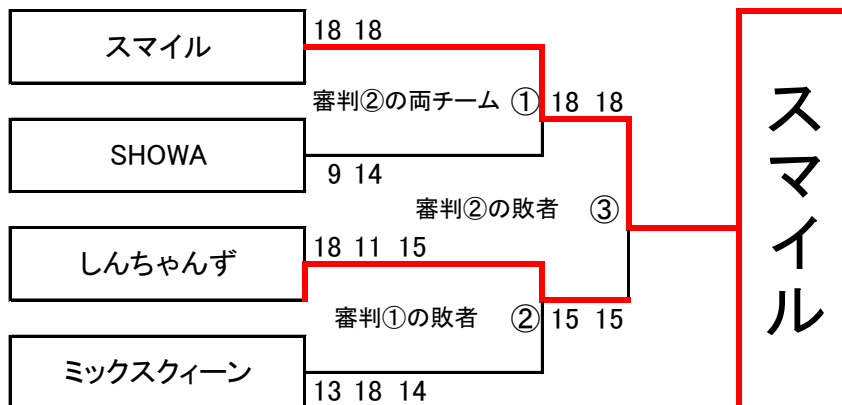 スマイル
18 18
審判②の両チーム ① 18 18
SHOWA
9 14
審判②の敗者 ③
しんちゃんず
18 11 15
審判①の敗者 ② 15 15
ミックスクィーン
13 18 14
スマイル